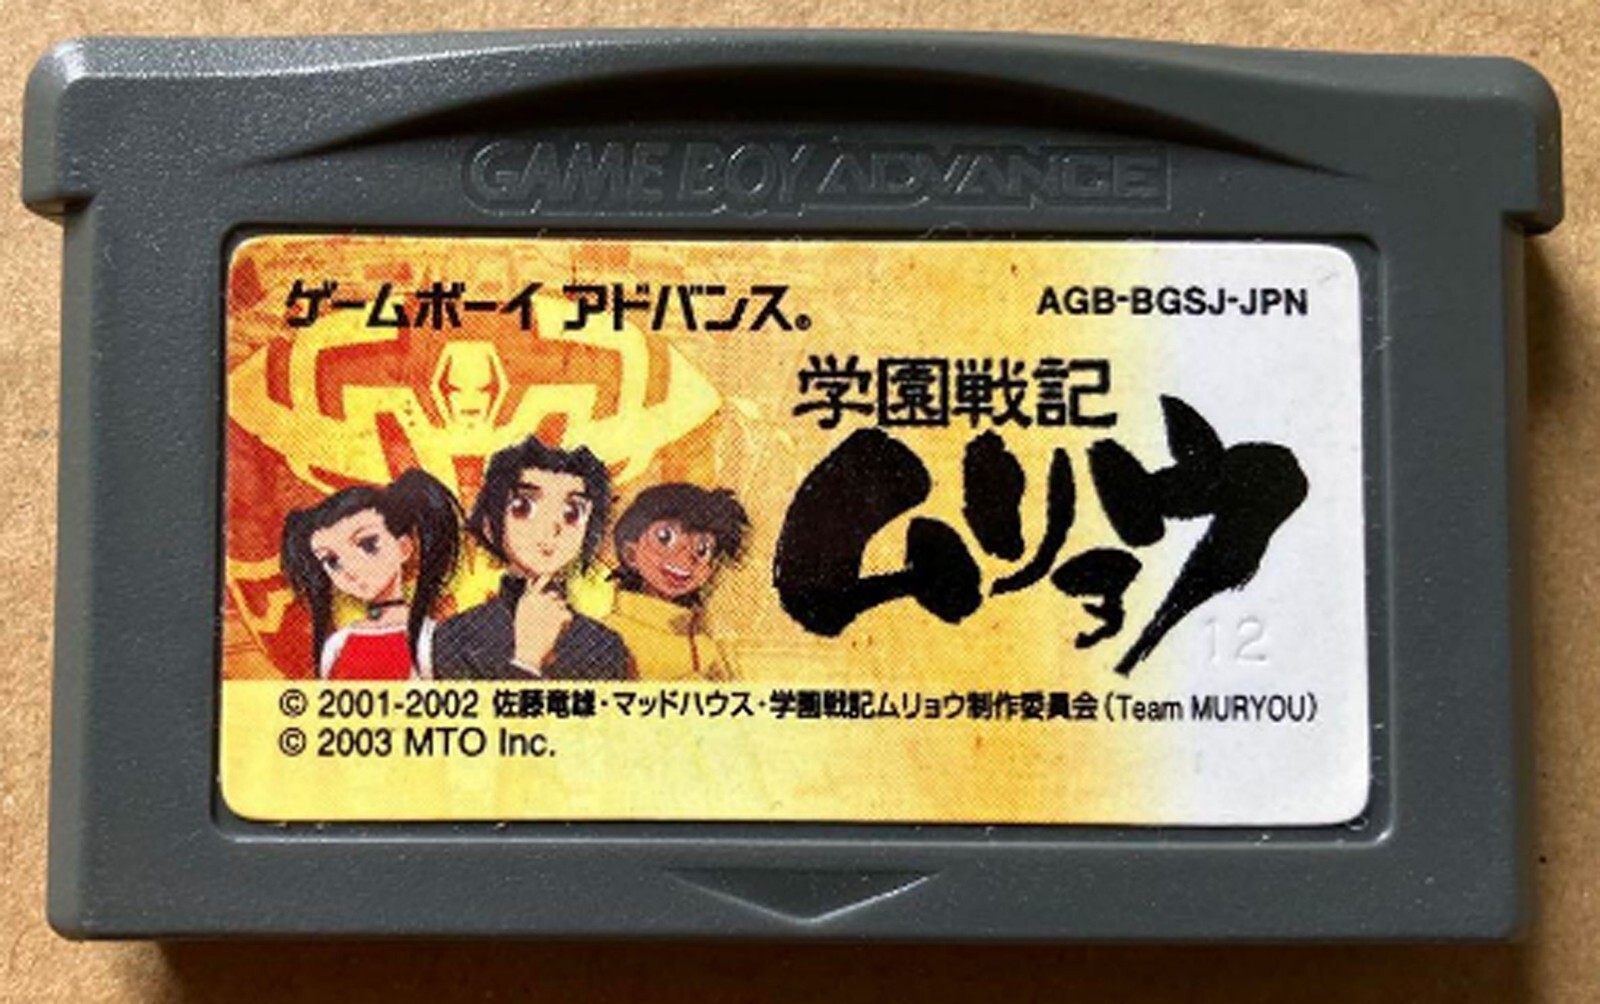 GAME BOY ADVANCE
ゲームボーイ アドバンス®
AGB-BGSJ-JPN
学園戦記
ムリョウ
12
© 2001-2002 佐藤竜雄・マッドハウス・学園戦記ムリョウ制作委員会(Team MURYOU)
© 2003 MTO Inc.